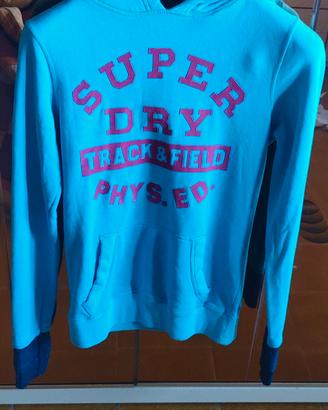 SUPER
DRY
TRACK & FIELD
PHYS. ED.